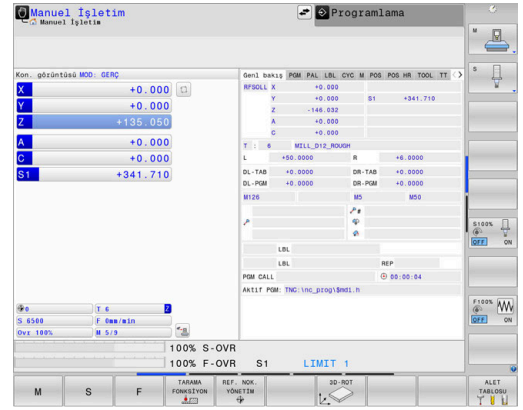 Manuel İşletim
Manuel İşletim
Programlama
Kon. görüntüsü MOD: GERÇ
X +0.000
Y +0.000
Z +135.050
A +0.000
C +0.000
S1 +341.710
0
T 6 Z
S 6500 F 0mm/min
Ovr 100% M 5/9
Genl bakış PGM PAL LBL CYC M POS POS HR TOOL TT
RFSOLL X +0.000
Y +0.000 S1 +341.710
Z -146.032
A +0.000
C +0.000
T : 6 MILL_D12_ROUGH
L +50.0000 R +6.0000
DL-TAB +0.0000 DR-TAB +0.0000
DL-PGM +0.0000 DR-PGM +0.0000
M126 M5 M50
LBL
LBL REP
PGM CALL 00:00:04
Aktif PGM: TNC:\nc_prog\$mdi.h
100% S-OVR
100% F-OVR S1 LIMIT 1
M
S
F
TARAMA FONKSİYON
REF. NOK. YÖNETİM
3D-ROT
ALET TABLOSU
M
S
S100%
OFF ON
F100%
OFF ON